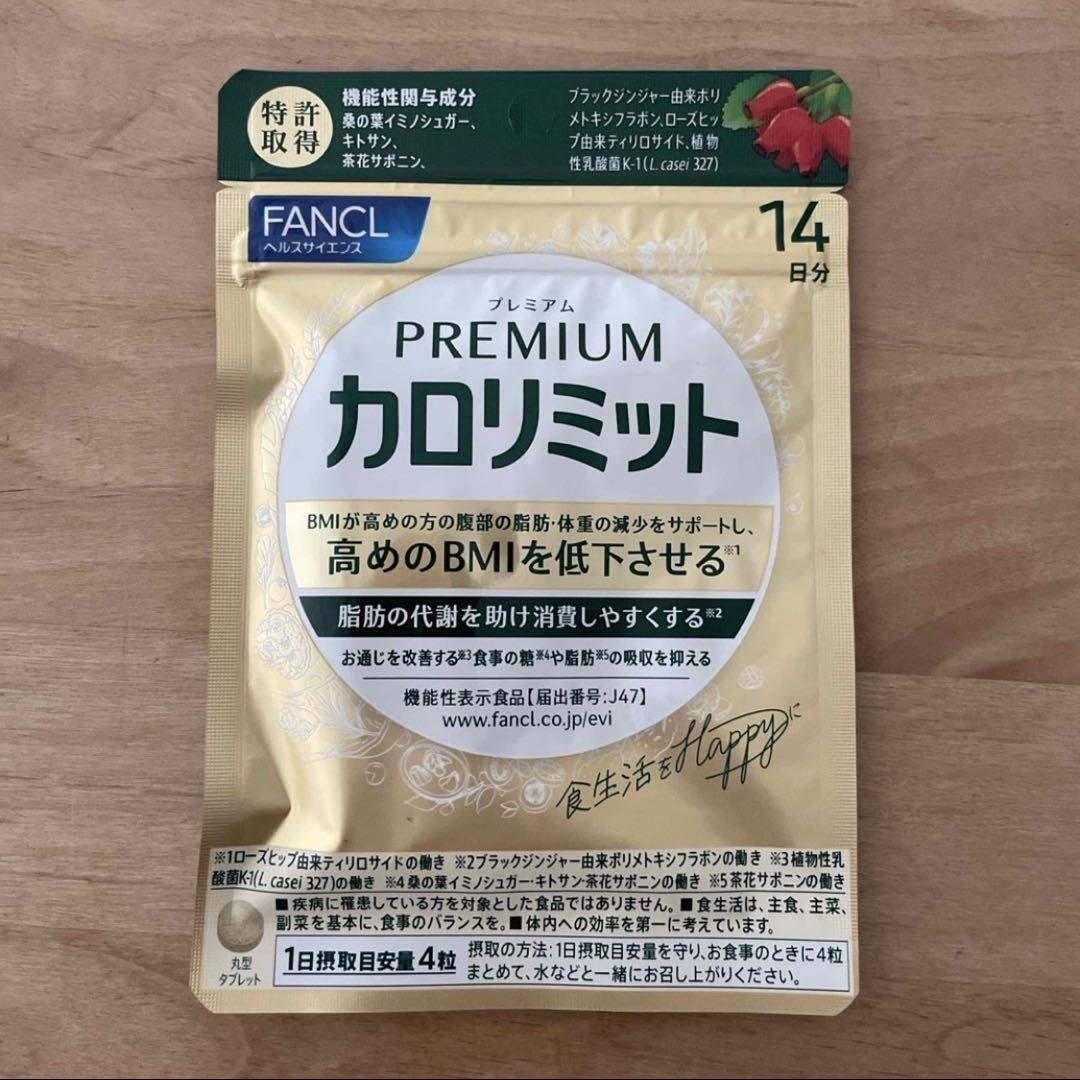 特許
取得
機能性関与成分
桑の葉イミノシュガー、
キトサン、
茶花サポニン、
ブラックジンジャー由来ポリ
メトキシフラボン、ローズヒッ
プ由来ティリロサイド、植物
性乳酸菌K-1(L. casei 327)
FANCL
ヘルスサイエンス
14
日分
プレミアム
PREMIUM
カロリミット
BMIが高めの方の腹部の脂肪・体重の減少をサポートし、
高めのBMIを低下させる※1
脂肪の代謝を助け消費しやすくする※2
お通じを改善する※3食事の糖※4や脂肪※5の吸収を抑える
機能性表示食品【届出番号:J47】
www.fancl.co.jp/evi
食生活をHappyに
※1ローズヒップ由来ティリロサイドの働き ※2ブラックジンジャー由来ポリメトキシフラボンの働き ※3植物性乳
酸菌K-1(L. casei 327)の働き ※4桑の葉イミノシュガー・キトサン・茶花サポニンの働き ※5茶花サポニンの働き
■疾病に罹患している方を対象とした食品ではありません。■食生活は、主食、主菜、
副菜を基本に、食事のバランスを。■体内への効率を第一に考えています。
丸型
タブレット
1日摂取目安量4粒
摂取の方法:1日摂取目安量を守り、お食事のときに4粒
まとめて、水などと一緒にお召し上がりください。